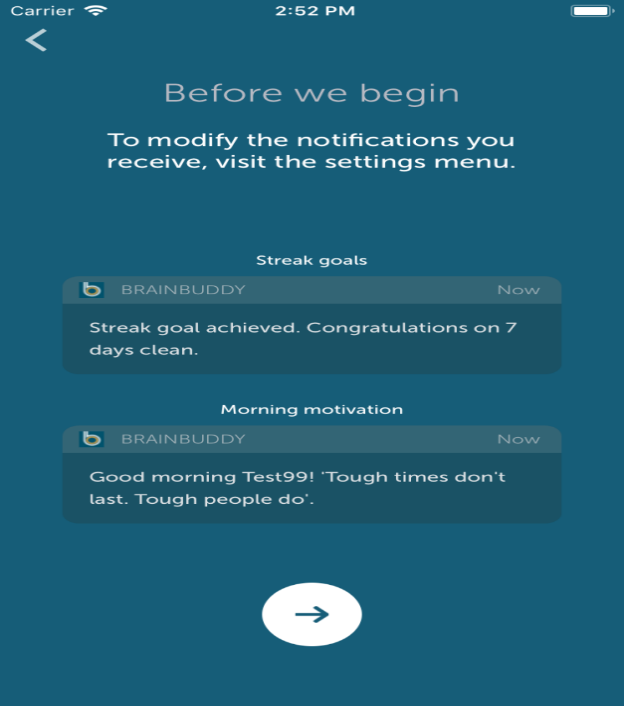 Carrier 2:52 PM
Before we begin
To modify the notifications you
receive, visit the settings menu.
Streak goals
b BRAINBUDDY Now
Streak goal achieved. Congratulations on 7
days clean.
Morning motivation
b BRAINBUDDY Now
Good morning Test99! 'Tough times don't
last. Tough people do'.